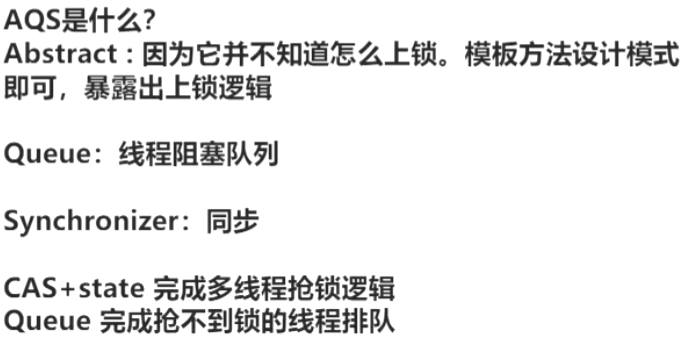 AQS是什么？
Abstract : 因为它并不知道怎么上锁。模板方法设计模式
即可，暴露出上锁逻辑
Queue：线程阻塞队列
Synchronizer：同步
CAS+state 完成多线程抢锁逻辑
Queue 完成抢不到锁的线程排队